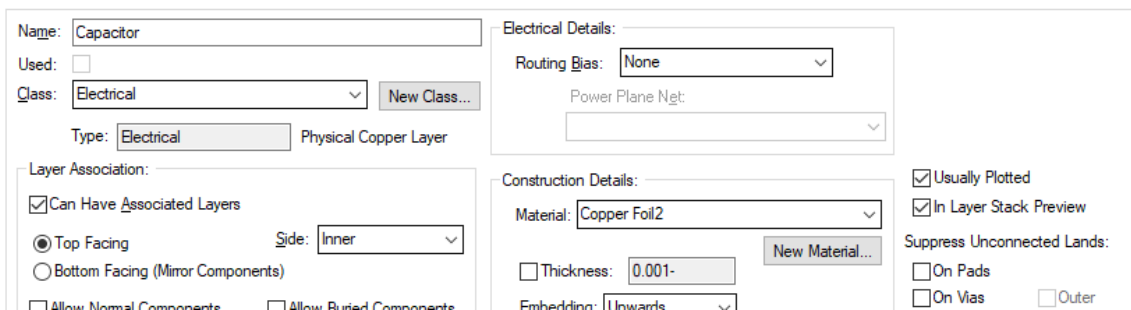 Name: Capacitor
Used:
Class: Electrical New Class...
Type: Electrical Physical Copper Layer
Layer Association:
Can Have Associated Layers
Top Facing Side: Inner
Bottom Facing (Mirror Components)
Allow Normal Components Allow Buried Components
Electrical Details:
Routing Bias: None
Power Plane Net:
Construction Details:
Material: Copper Foil2
New Material...
Thickness: 0.001-
Embedding: Upwards
Usually Plotted
In Layer Stack Preview
Suppress Unconnected Lands:
On Pads
On Vias Outer